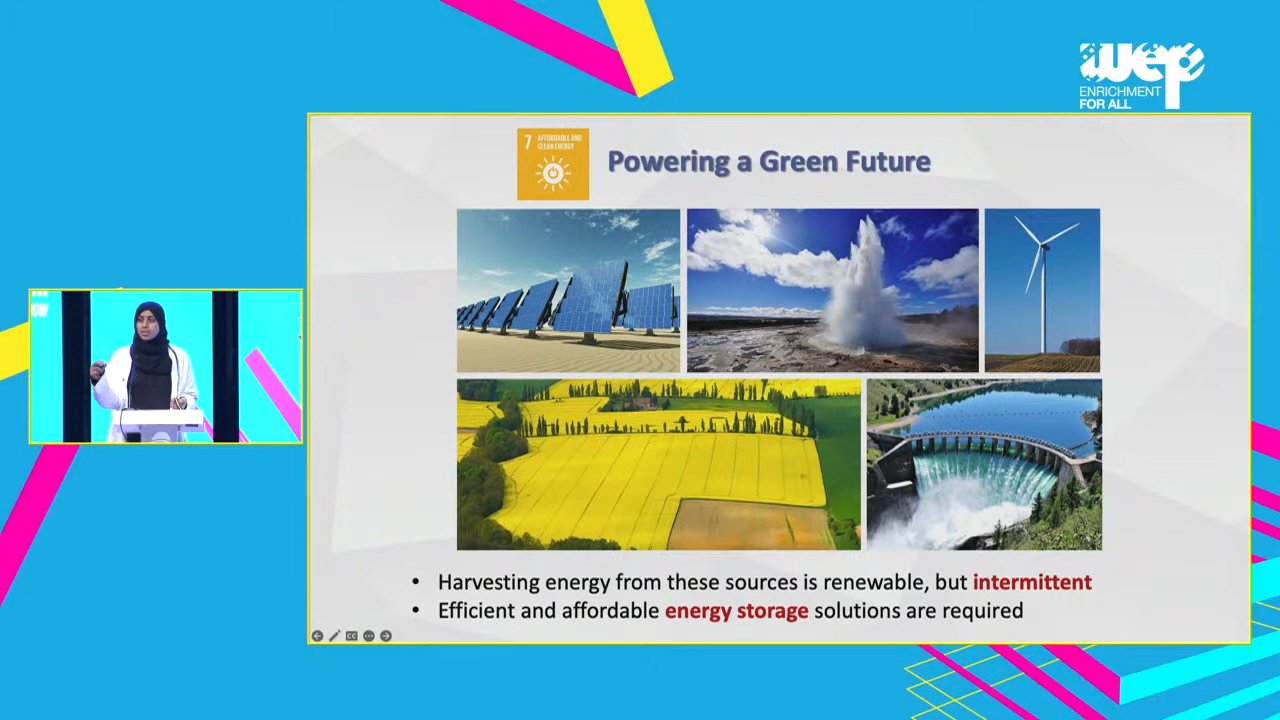 wep
ENRICHMENT
FOR ALL
7 AFFORDABLE AND
CLEAN ENERGY
Powering a Green Future
• Harvesting energy from these sources is renewable, but intermittent
• Efficient and affordable energy storage solutions are required
CC